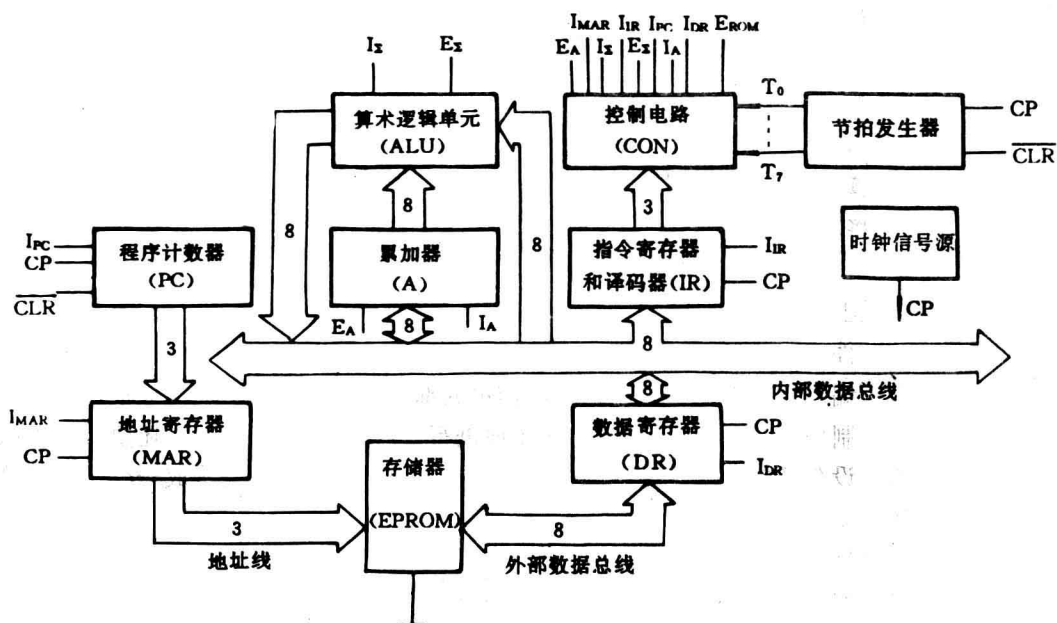 I_MAR I_IR I_PC I_DR E_ROM
I_Σ E_Σ E_A I_Σ E_Σ I_A
算术逻辑单元
(ALU)
控制电路
(CON)
T₀
T₇
节拍发生器
CP
C̅L̅R̅
8
8
8
3
I_PC
CP
C̅L̅R̅
程序计数器
(PC)
累加器
(A)
指令寄存器
和译码器(IR)
I_IR
CP
时钟信号源
CP
E_A
8
I_A
3
8
8
内部数据总线
I_MAR
CP
地址寄存器
(MAR)
数据寄存器
(DR)
CP
I_DR
存储器
(EPROM)
3
8
地址线
外部数据总线